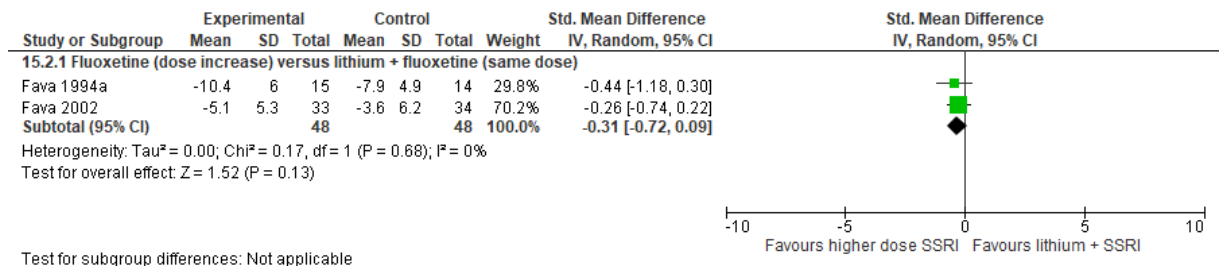 Experimental Control Std. Mean Difference Std. Mean Difference
Study or Subgroup Mean SD Total Mean SD Total Weight IV, Random, 95% CI IV, Random, 95% CI
15.2.1 Fluoxetine (dose increase) versus lithium + fluoxetine (same dose)
Fava 1994a -10.4 6 15 -7.9 4.9 14 29.8% -0.44 [-1.18, 0.30]
Fava 2002 -5.1 5.3 33 -3.6 6.2 34 70.2% -0.26 [-0.74, 0.22]
Subtotal (95% CI) 48 48 100.0% -0.31 [-0.72, 0.09]
Heterogeneity: Tau² = 0.00; Chi² = 0.17, df = 1 (P = 0.68); I² = 0%
Test for overall effect: Z = 1.52 (P = 0.13)
-10 -5 0 5 10
Favours higher dose SSRI Favours lithium + SSRI
Test for subgroup differences: Not applicable